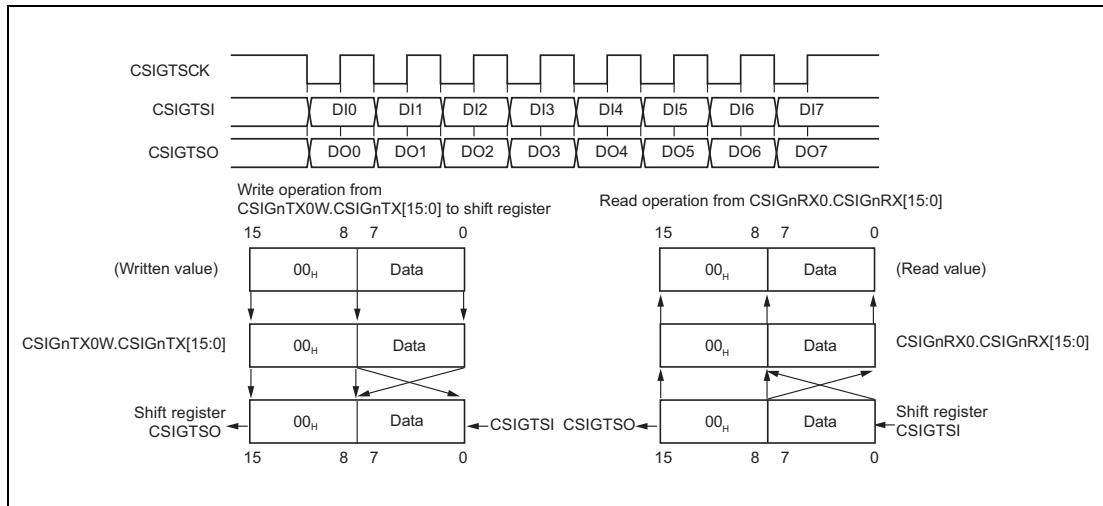 CSIGTSCK
CSIGTSI DI0 DI1 DI2 DI3 DI4 DI5 DI6 DI7
CSIGTSO DO0 DO1 DO2 DO3 DO4 DO5 DO6 DO7
Write operation from
CSIGnTX0W.CSIGnTX[15:0] to shift register
15 8 7 0
(Written value) 00H Data
CSIGnTX0W.CSIGnTX[15:0] 00H Data
Shift register
CSIGTSO 00H Data CSIGTSI
15 8 7 0
Read operation from CSIGnRX0.CSIGnRX[15:0]
15 8 7 0
00H Data (Read value)
00H Data CSIGnRX0.CSIGnRX[15:0]
CSIGTSO 00H Data Shift register
CSIGTSI
15 8 7 0